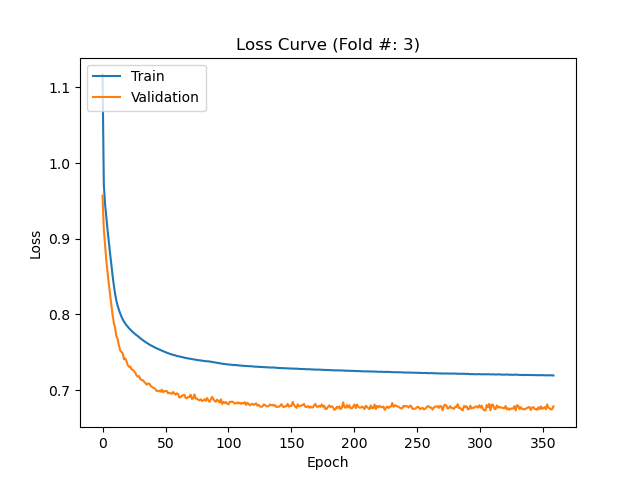 Loss Curve (Fold #: 3)
Train
Validation
1.1
1.0
0.9
0.8
0.7
Loss
0 50 100 150 200 250 300 350
Epoch